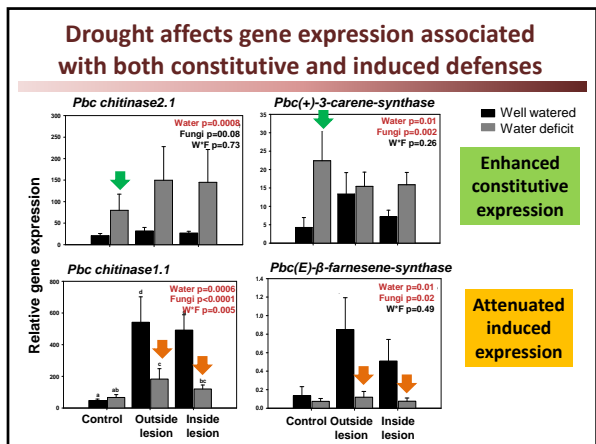 Drought affects gene expression associated
with both constitutive and induced defenses
Pbc chitinase2.1
Water p=0.0008
Fungi p=00.08
W*F p=0.73
300
250
200
150
100
50
0
Pbc(+)-3-carene-synthase
Water p=0.01
Fungi p=0.002
W*F p=0.26
35
30
25
20
15
10
5
0
Well watered
Water deficit
Enhanced
constitutive
expression
Relative gene expression
Pbc chitinase1.1
Water p=0.0006
Fungi p<0.0001
W*F p=0.005
800
600
400
200
0
a
ab
d
c
bc
Control
Outside
lesion
Inside
lesion
Pbc(E)-β-farnesene-synthase
Water p=0.01
Fungi p=0.02
W*F p=0.49
1.4
1.2
1.0
0.8
0.6
0.4
0.2
0.0
Control
Outside
lesion
Inside
lesion
Attenuated
induced
expression